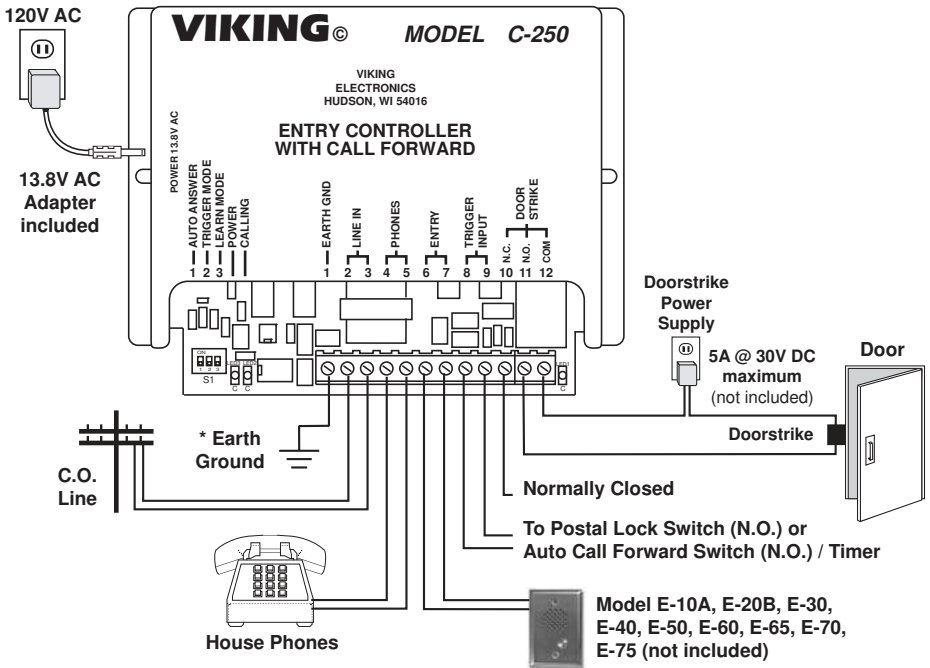 120V AC
VIKING©
MODEL C-250
VIKING
ELECTRONICS
HUDSON, WI 54016
ENTRY CONTROLLER
WITH CALL FORWARD
POWER 13.8V AC
13.8V AC
Adapter
included
AUTO ANSWER
TRIGGER MODE
LEARN MODE
POWER
CALLING
1 2 3
EARTH GND
LINE IN
PHONES
ENTRY
TRIGGER
INPUT
DOOR
STRIKE
N.C.
N.O.
COM
1 2 3 4 5 6 7 8 9 10 11 12
ON
1 2 3
S1
C C
LED1
C
Doorstrike
Power
Supply
5A @ 30V DC
maximum
(not included)
Door
Doorstrike
* Earth
Ground
C.O.
Line
Normally Closed
To Postal Lock Switch (N.O.) or
Auto Call Forward Switch (N.O.) / Timer
House Phones
Model E-10A, E-20B, E-30,
E-40, E-50, E-60, E-65, E-70,
E-75 (not included)